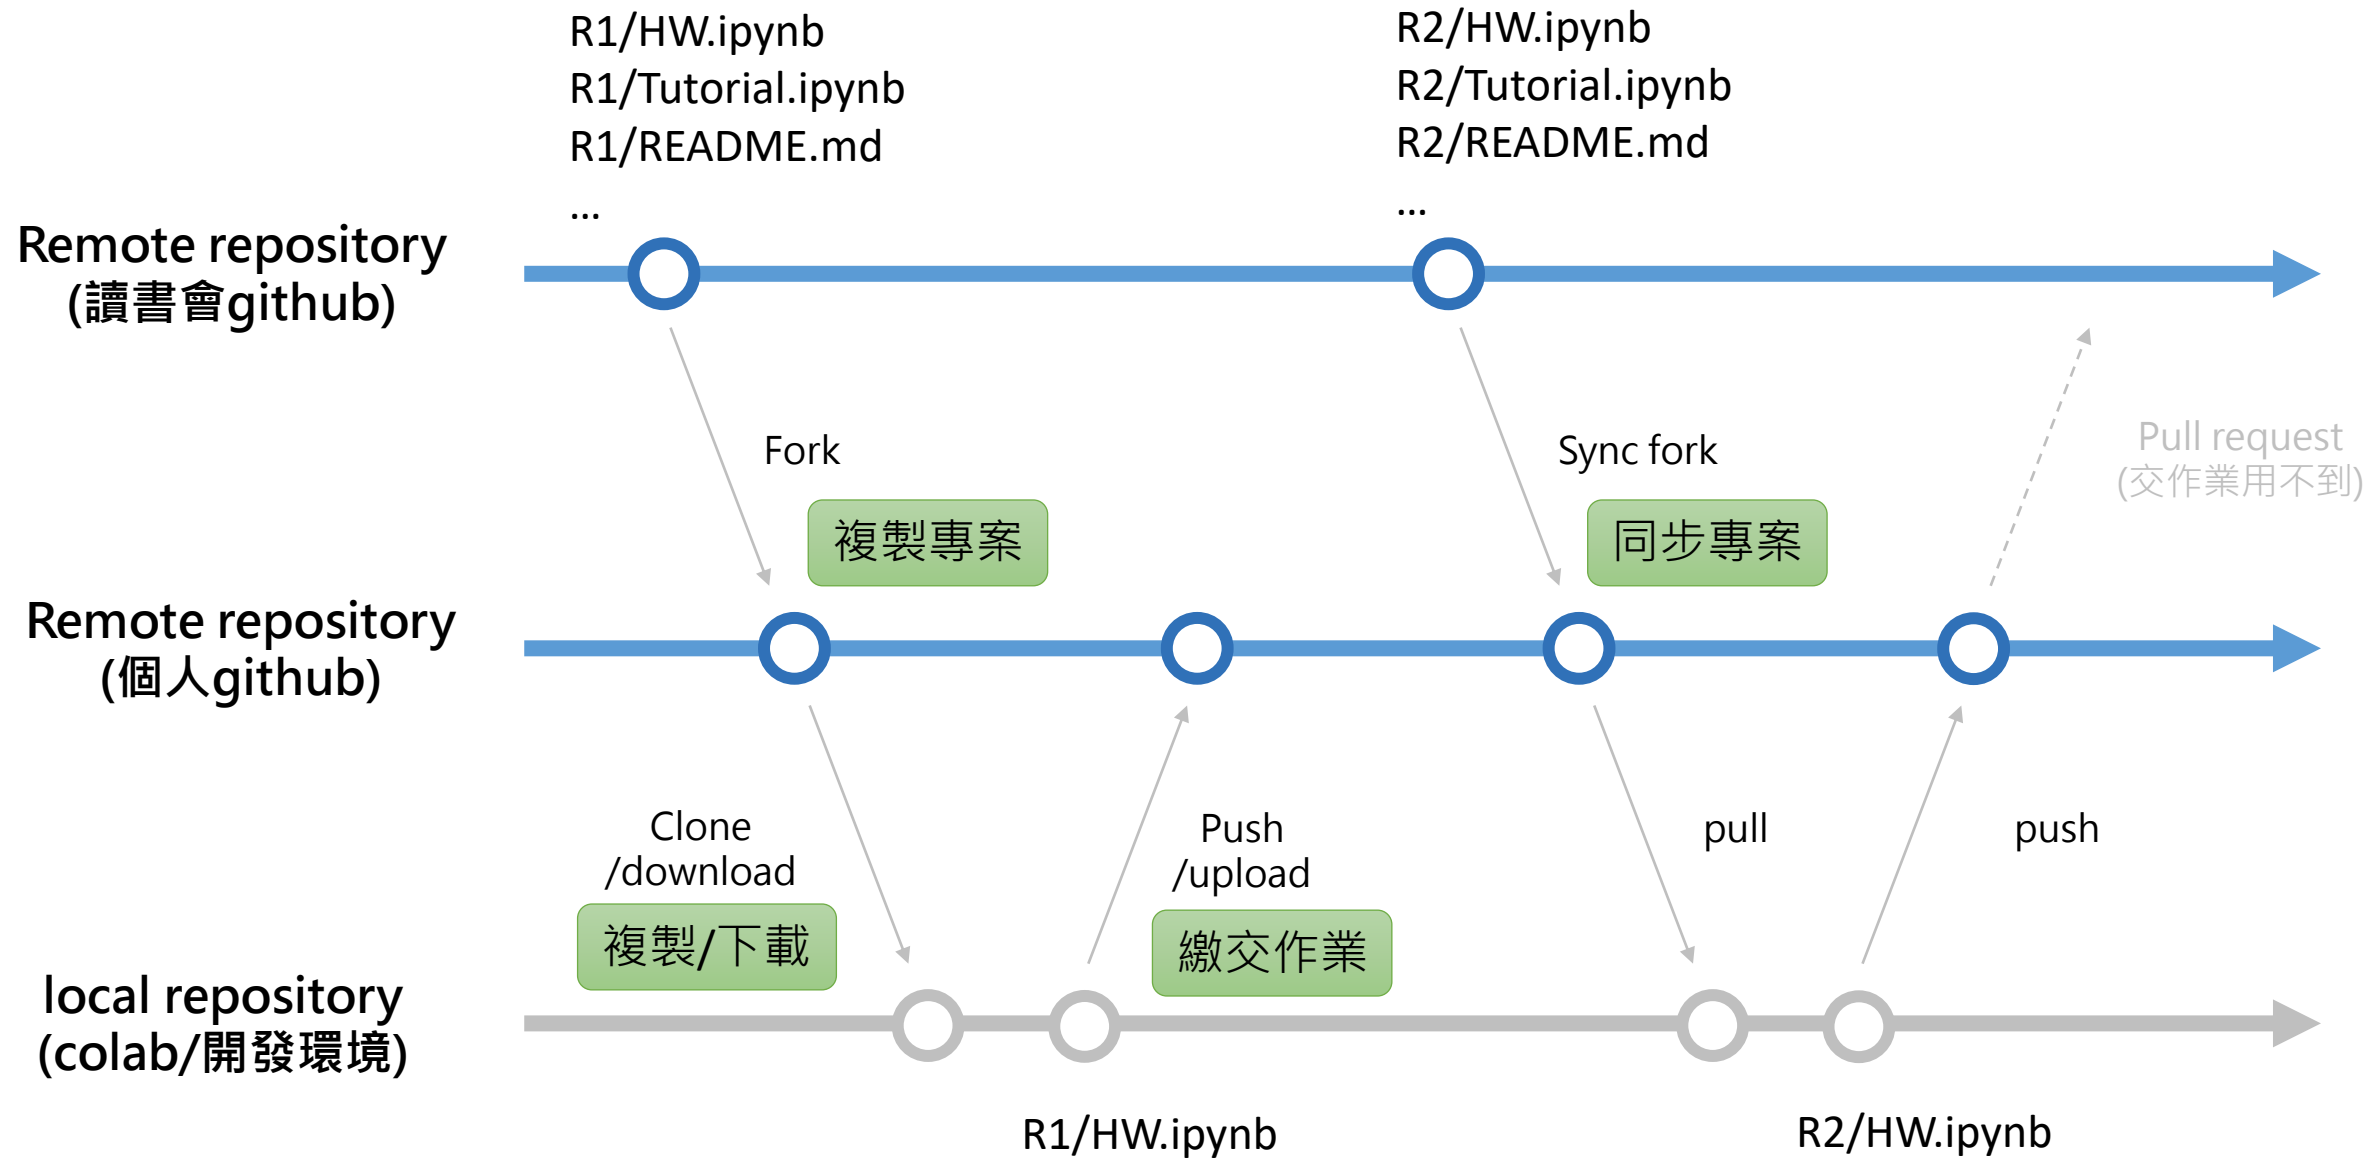 R1/HW.ipynb
R1/Tutorial.ipynb
R1/README.md
...
R2/HW.ipynb
R2/Tutorial.ipynb
R2/README.md
...
Remote repository
(讀書會github)
Fork
複製專案
Sync fork
同步專案
Pull request
(交作業用不到)
Remote repository
(個人github)
Clone
/download
複製/下載
Push
/upload
繳交作業
pull
push
local repository
(colab/開發環境)
R1/HW.ipynb
R2/HW.ipynb